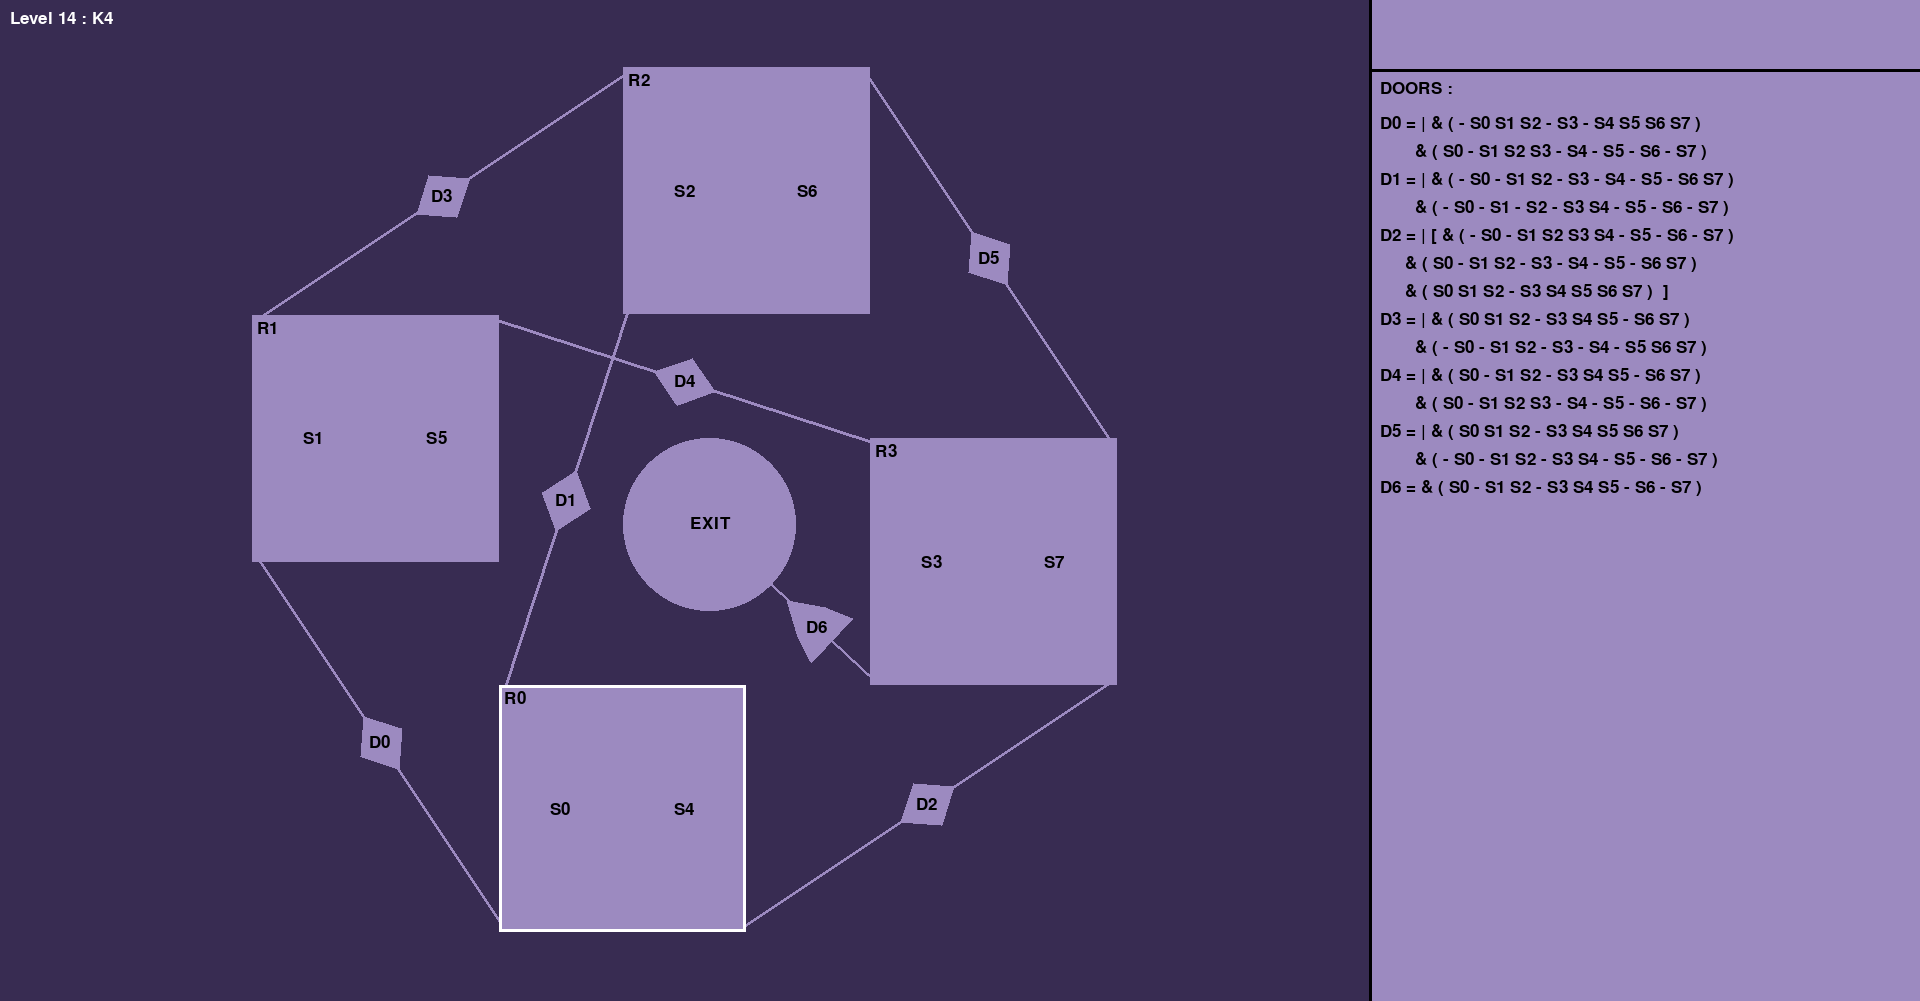 Level 14 : K4
R2
S2 S6
D3
D5
R1
S1 S5
D4
R3
S3 S7
D1
EXIT
D6
R0
S0 S4
D0
D2
DOORS :
D0 = | & ( - S0 S1 S2 - S3 - S4 S5 S6 S7 )
& ( S0 - S1 S2 S3 - S4 - S5 - S6 - S7 )
D1 = | & ( - S0 - S1 S2 - S3 - S4 - S5 - S6 S7 )
& ( - S0 - S1 - S2 - S3 S4 - S5 - S6 - S7 )
D2 = | [ & ( - S0 - S1 S2 S3 S4 - S5 - S6 - S7 )
& ( S0 - S1 S2 - S3 - S4 - S5 - S6 S7 )
& ( S0 S1 S2 - S3 S4 S5 S6 S7 ) ]
D3 = | & ( S0 S1 S2 - S3 S4 S5 - S6 S7 )
& ( - S0 - S1 S2 - S3 - S4 - S5 S6 S7 )
D4 = | & ( S0 - S1 S2 - S3 S4 S5 - S6 S7 )
& ( S0 - S1 S2 S3 - S4 - S5 - S6 - S7 )
D5 = | & ( S0 S1 S2 - S3 S4 S5 S6 S7 )
& ( - S0 - S1 S2 - S3 S4 - S5 - S6 - S7 )
D6 = & ( S0 - S1 S2 - S3 S4 S5 - S6 - S7 )